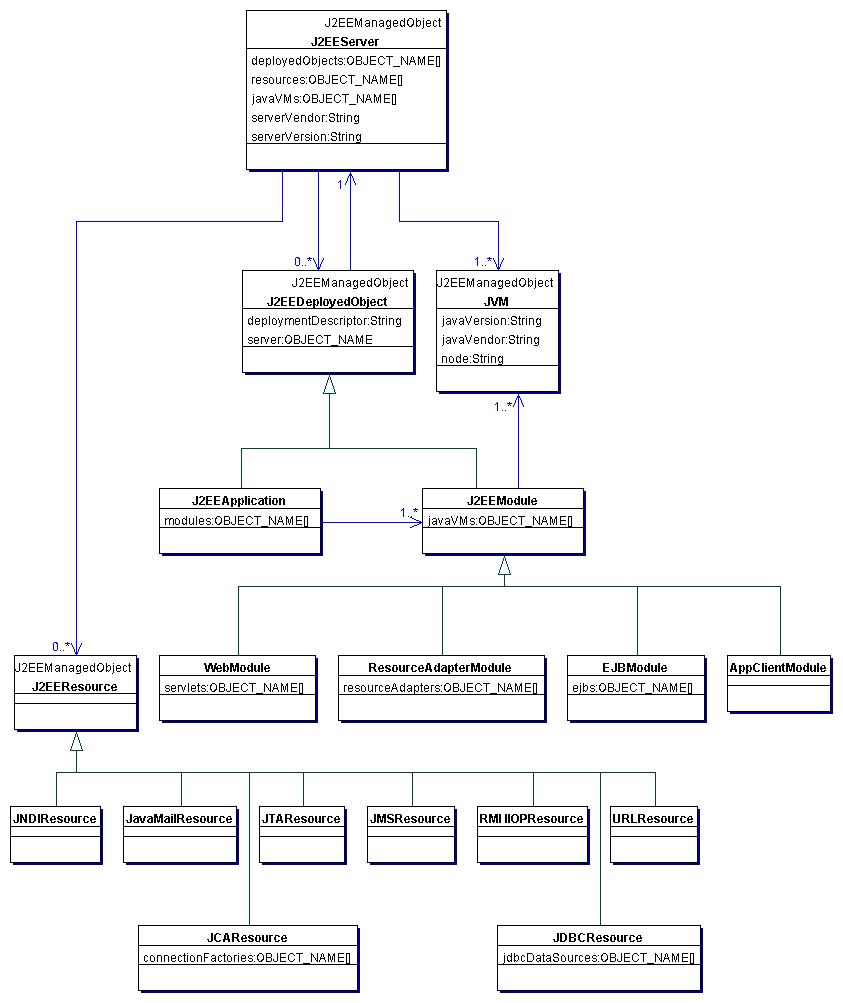 J2EEManagedObject
J2EEServer
deployedObjects:OBJECT_NAME[]
resources:OBJECT_NAME[]
javaVMs:OBJECT_NAME[]
serverVendor:String
serverVersion:String
1
0..*
1..*
J2EEManagedObject
J2EEDeployedObject
deploymentDescriptor:String
server:OBJECT_NAME
J2EEManagedObject
JVM
javaVersion:String
javaVendor:String
node:String
1..*
J2EEApplication
modules:OBJECT_NAME[]
1..*
J2EEModule
javaVMs:OBJECT_NAME[]
0..*
J2EEManagedObject
J2EEResource
WebModule
servlets:OBJECT_NAME[]
ResourceAdapterModule
resourceAdapters:OBJECT_NAME[]
EJBModule
ejbs:OBJECT_NAME[]
AppClientModule
JNDIResource
JavaMailResource
JTAResource
JMSResource
RMI IIOPResource
URLResource
JCAResource
connectionFactories:OBJECT_NAME[]
JDBCResource
jdbcDataSources:OBJECT_NAME[]